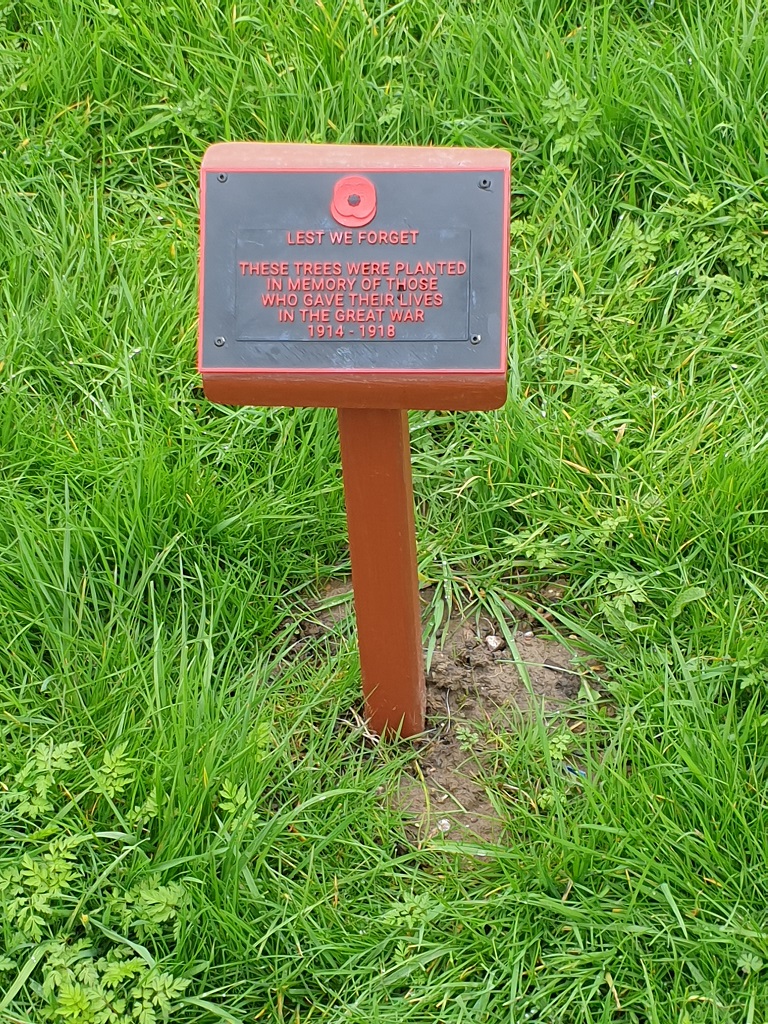 LEST WE FORGET
THESE TREES WERE PLANTED
IN MEMORY OF THOSE
WHO GAVE THEIR LIVES
IN THE GREAT WAR
1914 - 1918